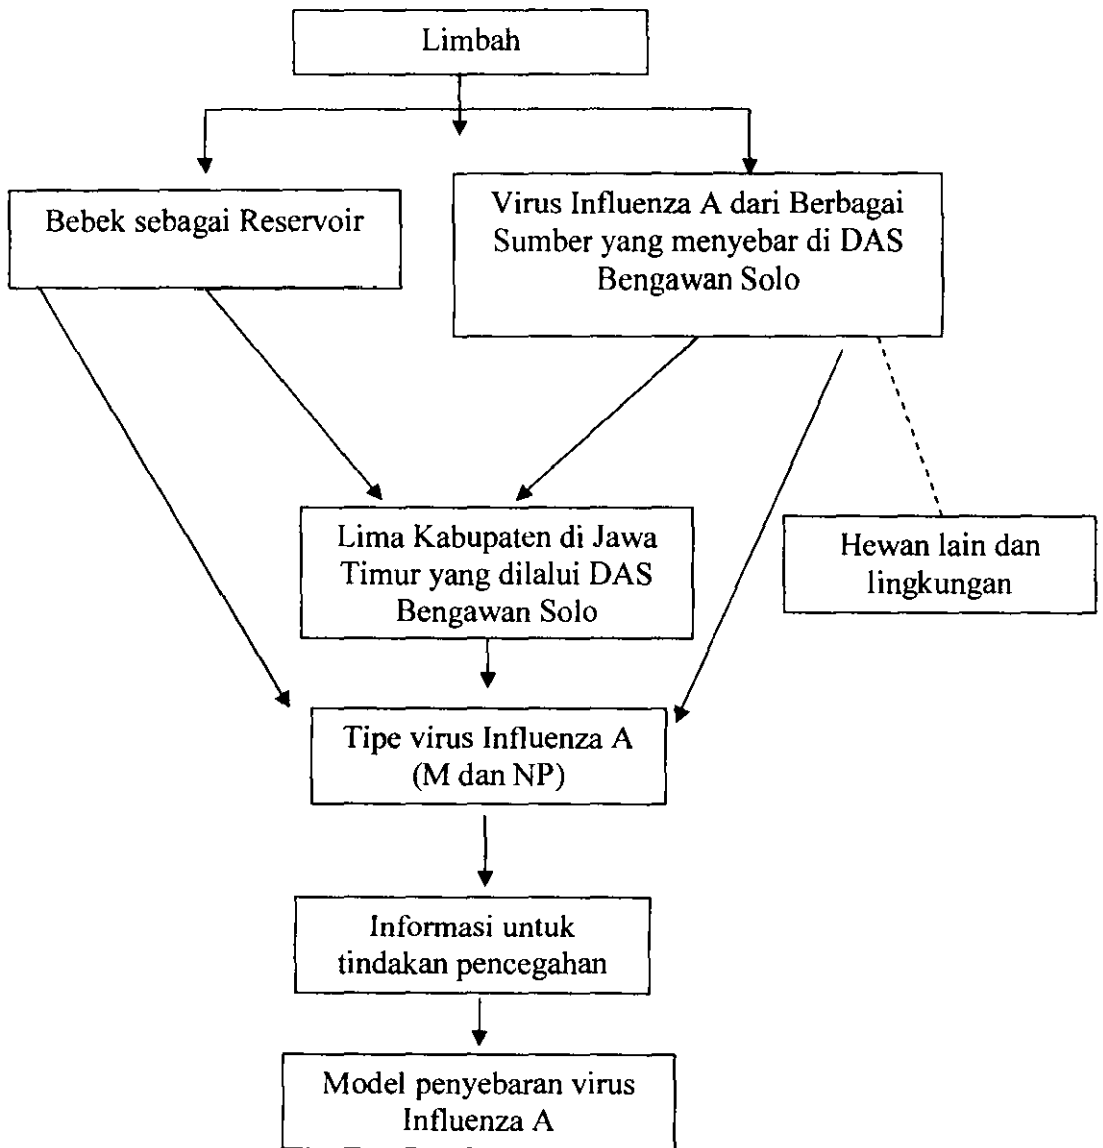 Limbah
Bebek sebagai Reservoir
Virus Influenza A dari Berbagai
Sumber yang menyebar di DAS
Bengawan Solo
Lima Kabupaten di Jawa
Timur yang dilalui DAS
Bengawan Solo
Hewan lain dan
lingkungan
Tipe virus Influenza A
(M dan NP)
Informasi untuk
tindakan pencegahan
Model penyebaran virus
Influenza A